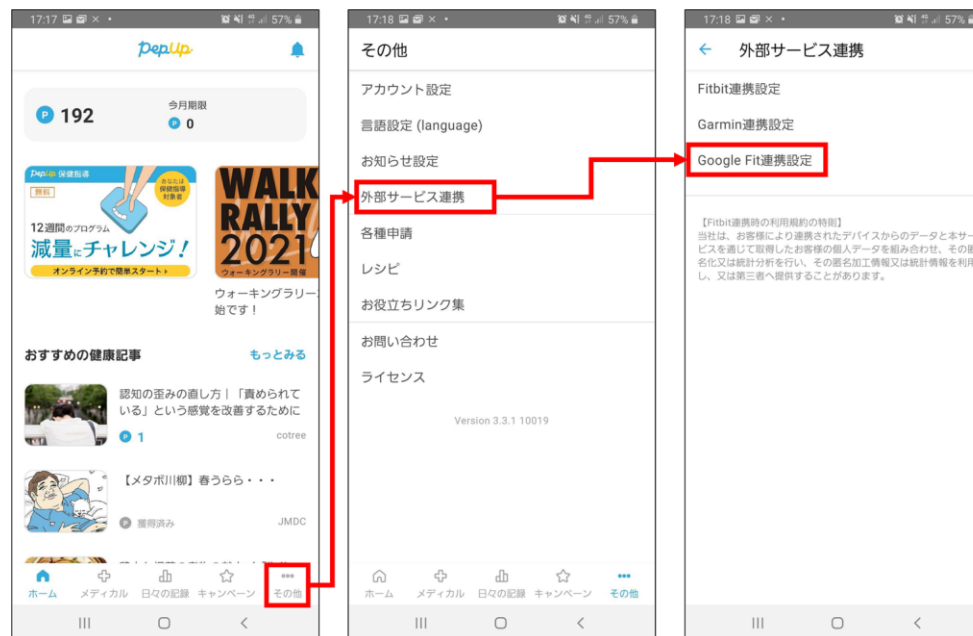 17:17 57%
PepUp
P 192
今月期限
P 0
PepUp 保健指導
無料
あなたは
保健指導
対象者
12週間のプログラム
減量にチャレンジ！
オンライン予約で簡単スタート
WALK
RALLY
2021
ウォーキングラリー開催
ウォーキングラリー
始です！
おすすめの健康記事
もっとみる
認知の歪みの直し方｜「責められて
いる」という感覚を改善するために
P 1
cotree
【メタボ川柳】春うらら・・・
P 獲得済み
JMDC
ホーム メディカル 日々の記録 キャンペーン その他
17:18 57%
その他
アカウント設定
言語設定 (language)
お知らせ設定
外部サービス連携
各種申請
レシピ
お役立ちリンク集
お問い合わせ
ライセンス
Version 3.3.1 10019
ホーム メディカル 日々の記録 キャンペーン その他
17:18 57%
外部サービス連携
Fitbit連携設定
Garmin連携設定
Google Fit連携設定
【Fitbit連携時の利用規約の特則】
当社は、お客様により連携されたデバイスからのデータと本サー
ビスを通じて取得したお客様の個人データを組み合わせ、その匿
名化又は統計分析を行い、その匿名加工情報又は統計情報を利用
し、又は第三者へ提供することがあります。